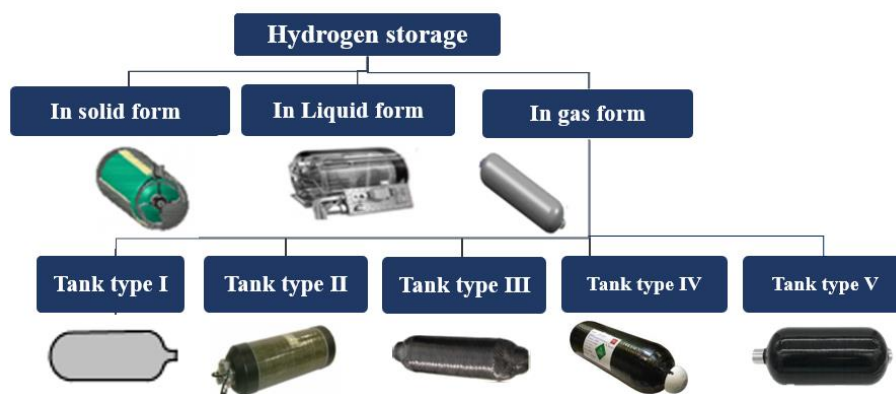 Hydrogen storage
In solid form
In Liquid form
In gas form
Tank type I
Tank type II
Tank type III
Tank type IV
Tank type V